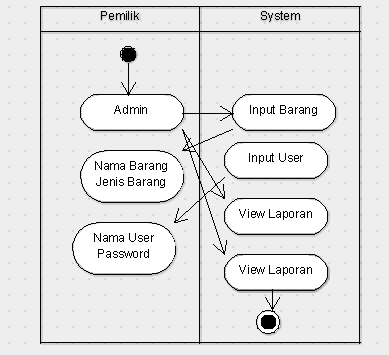 Pemilik
System
Admin
Input Barang
Nama Barang
Jenis Barang
Input User
Nama User
Password
View Laporan
View Laporan